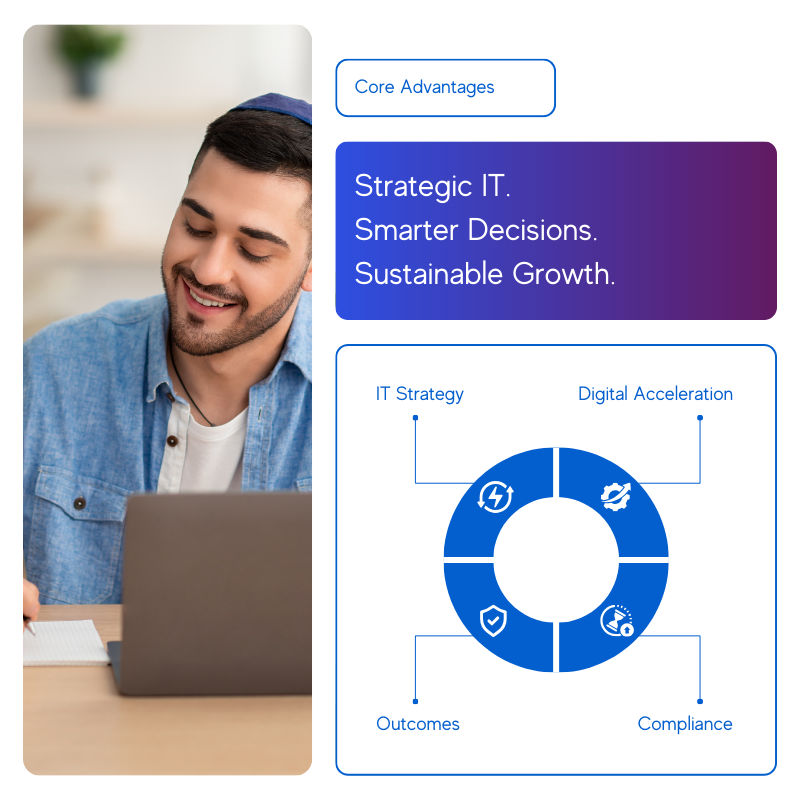 Core Advantages
Strategic IT.
Smarter Decisions.
Sustainable Growth.
IT Strategy
Digital Acceleration
Outcomes
Compliance